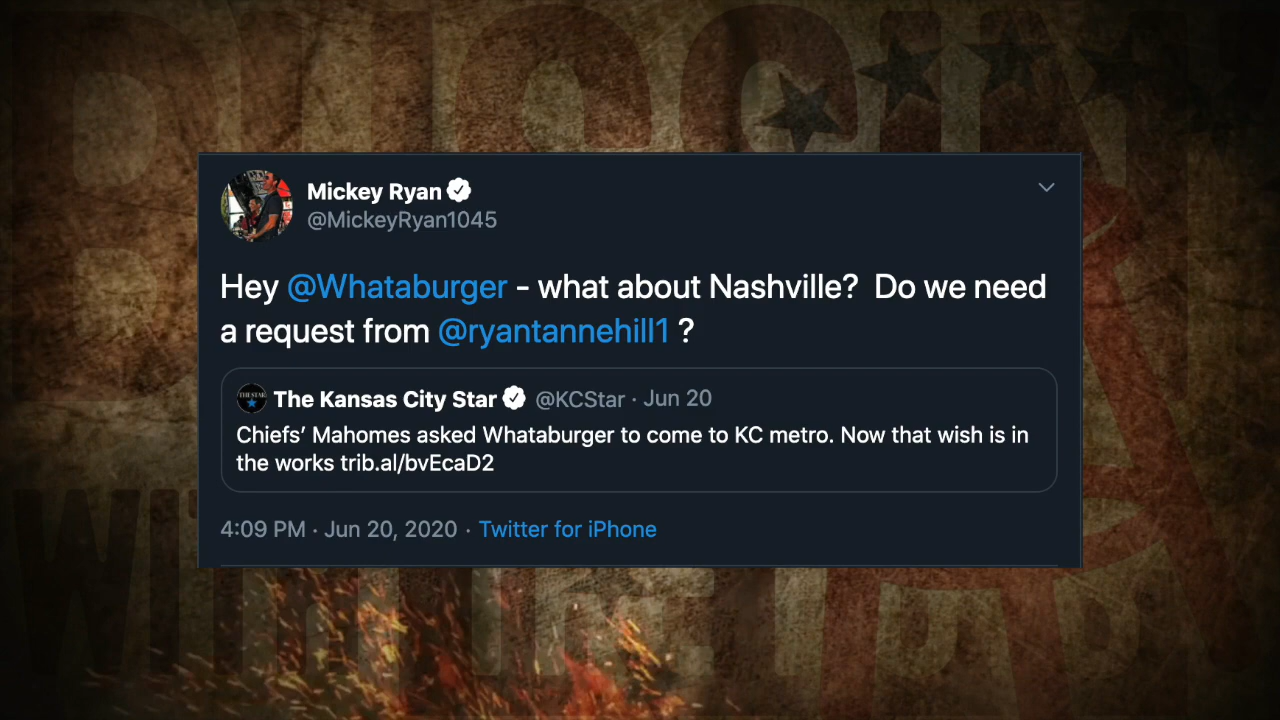 Mickey Ryan
@MickeyRyan1045
Hey @Whataburger - what about Nashville? Do we need
a request from @ryantannehill1 ?
THE STAR
The Kansas City Star @KCStar · Jun 20
Chiefs’ Mahomes asked Whataburger to come to KC metro. Now that wish is in
the works trib.al/bvEcaD2
4:09 PM · Jun 20, 2020 · Twitter for iPhone